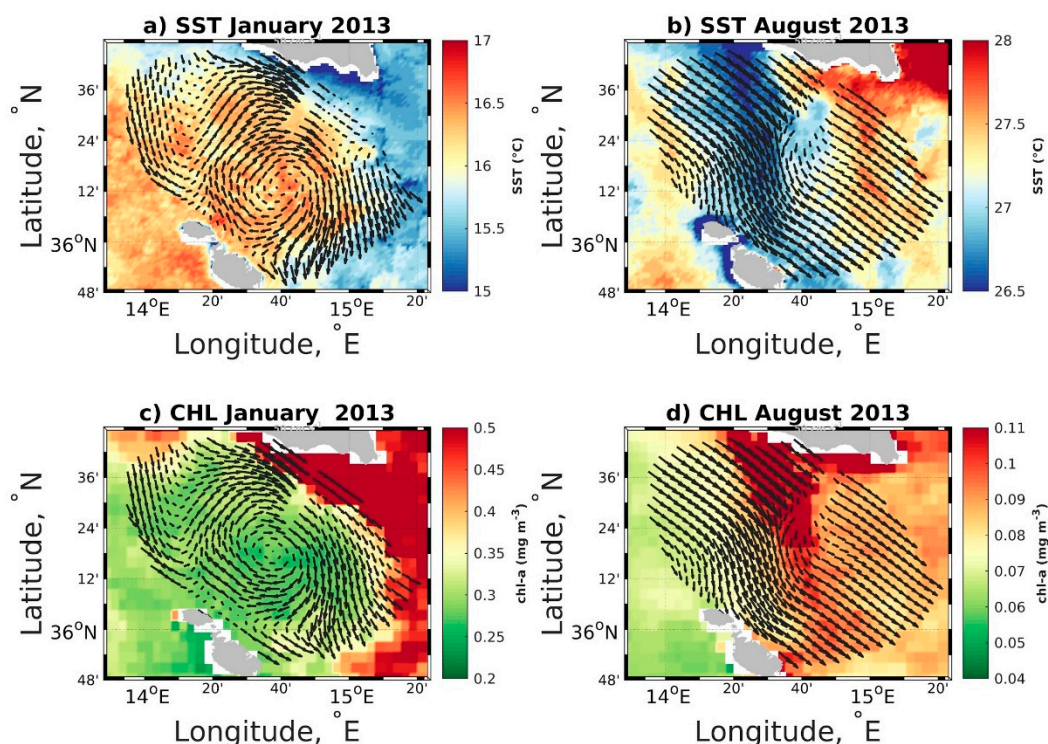 a) SST January 2013
b) SST August 2013
Latitude, °N
36'
24'
12'
36°N
48'
14°E
20'
40'
15°E
20'
Longitude, °E
17
16.5
16
15.5
15
SST (°C)
Latitude, °N
36'
24'
12'
36°N
48'
14°E
20'
40'
15°E
20'
Longitude, °E
28
27.5
27
26.5
SST (°C)
c) CHL January 2013
d) CHL August 2013
Latitude, °N
36'
24'
12'
36°N
48'
14°E
20'
40'
15°E
20'
Longitude, °E
0.5
0.45
0.4
0.35
0.3
0.25
0.2
chl-a (mg m⁻³)
Latitude, °N
36'
24'
12'
36°N
48'
14°E
20'
40'
15°E
20'
Longitude, °E
0.11
0.1
0.09
0.08
0.07
0.06
0.05
0.04
chl-a (mg m⁻³)